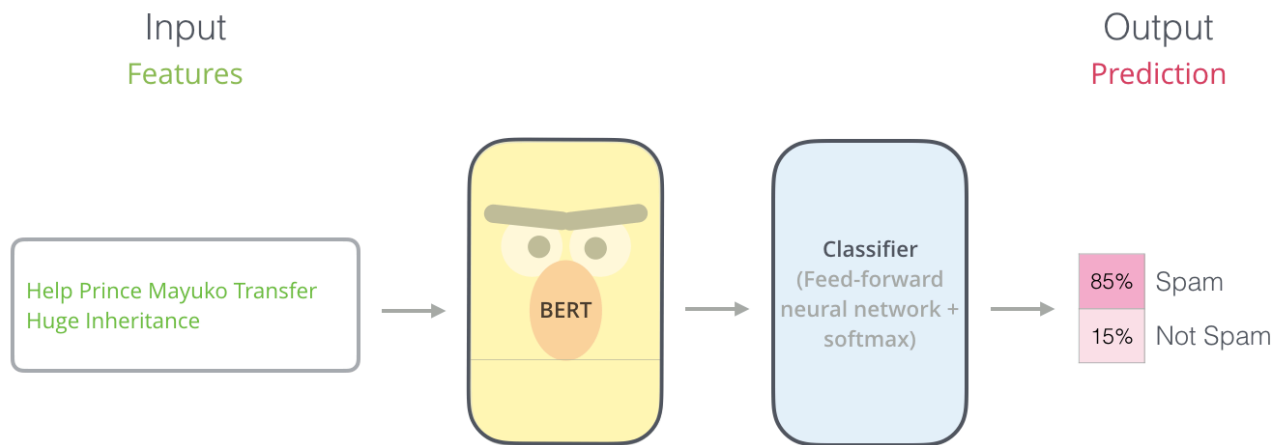 Input
Features
Output
Prediction
Help Prince Mayuko Transfer
Huge Inheritance
BERT
Classifier
(Feed-forward
neural network +
softmax)
85% Spam
15% Not Spam